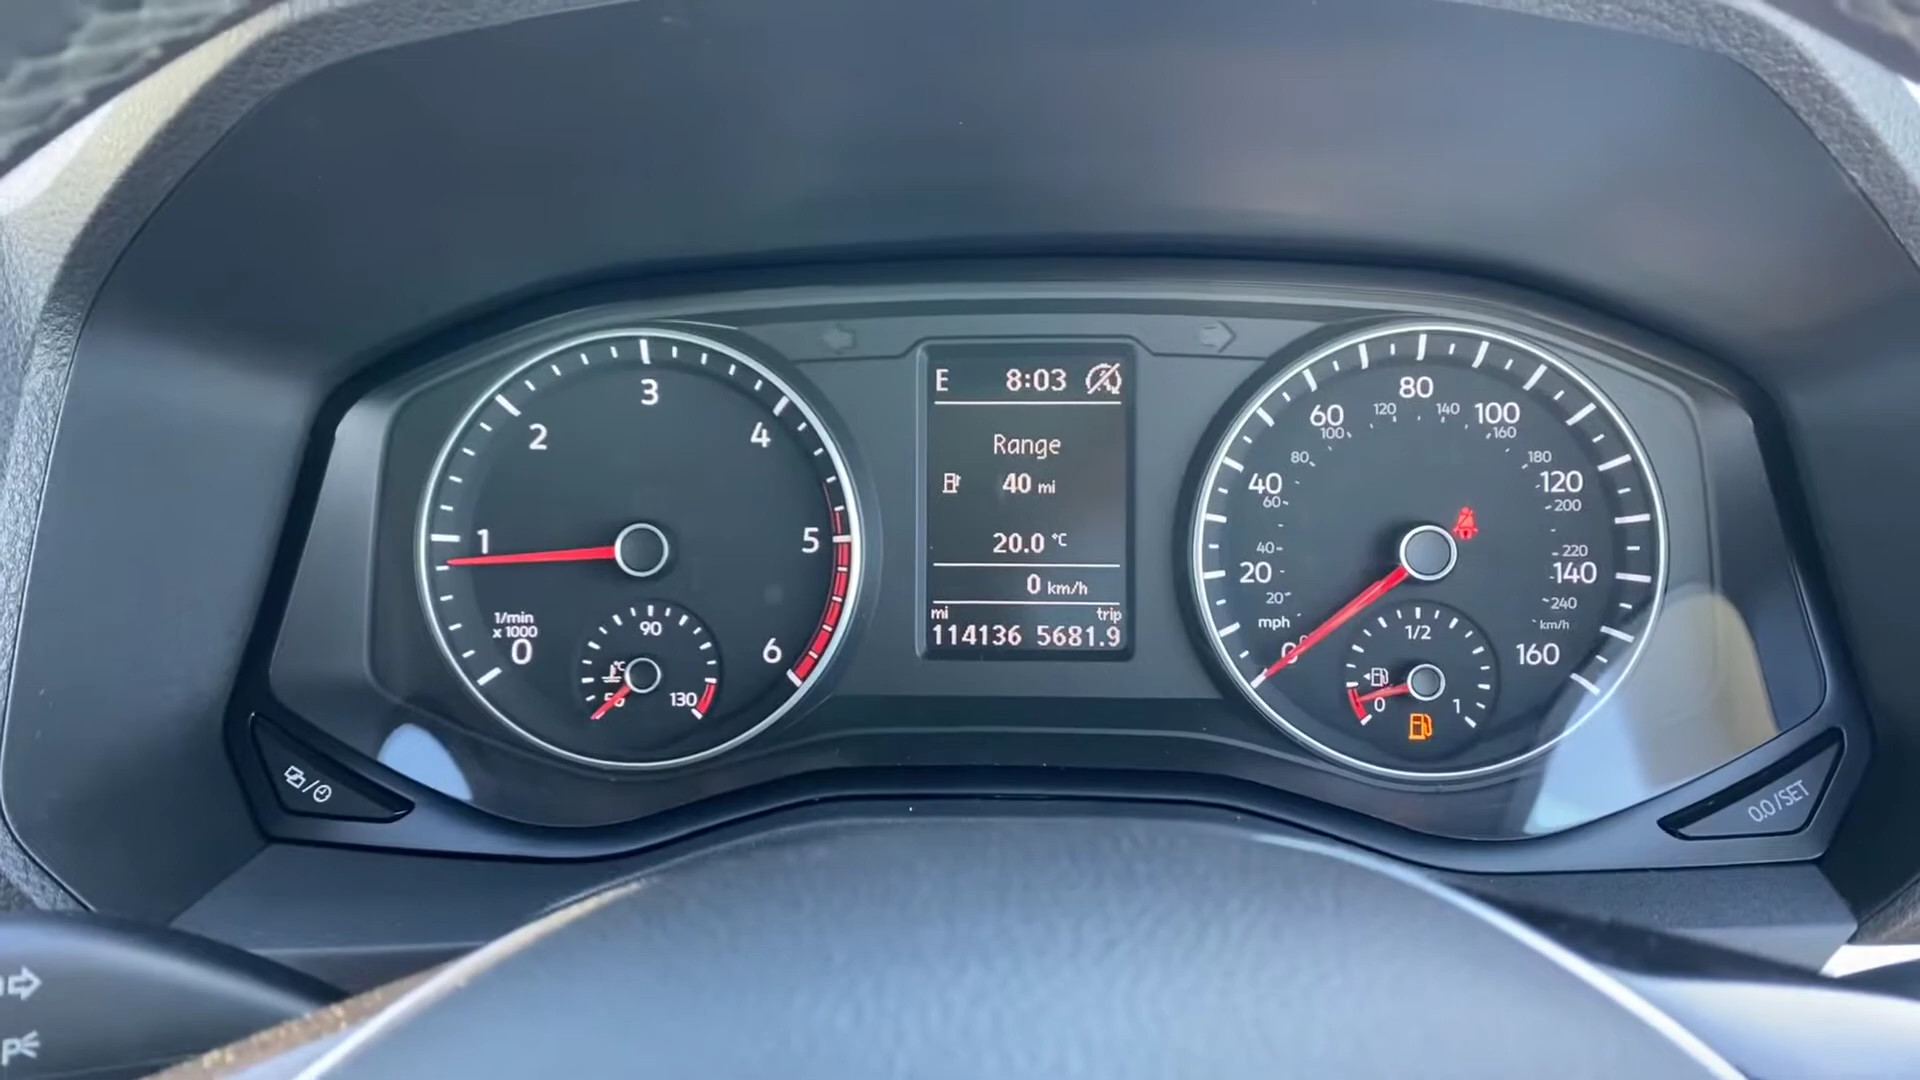 E 8:03
Range
40 mi
20.0 °C
0 km/h
mi trip
114136 5681.9
0 1 2 3 4 5 6
1/min
x 1000
90
°C
130
0 20 40 60 80 100 120 140 160
mph
20 40 60 80 100 120 140 160 180 200 220 240
km/h
1/2
0 1
0.0/SET
P